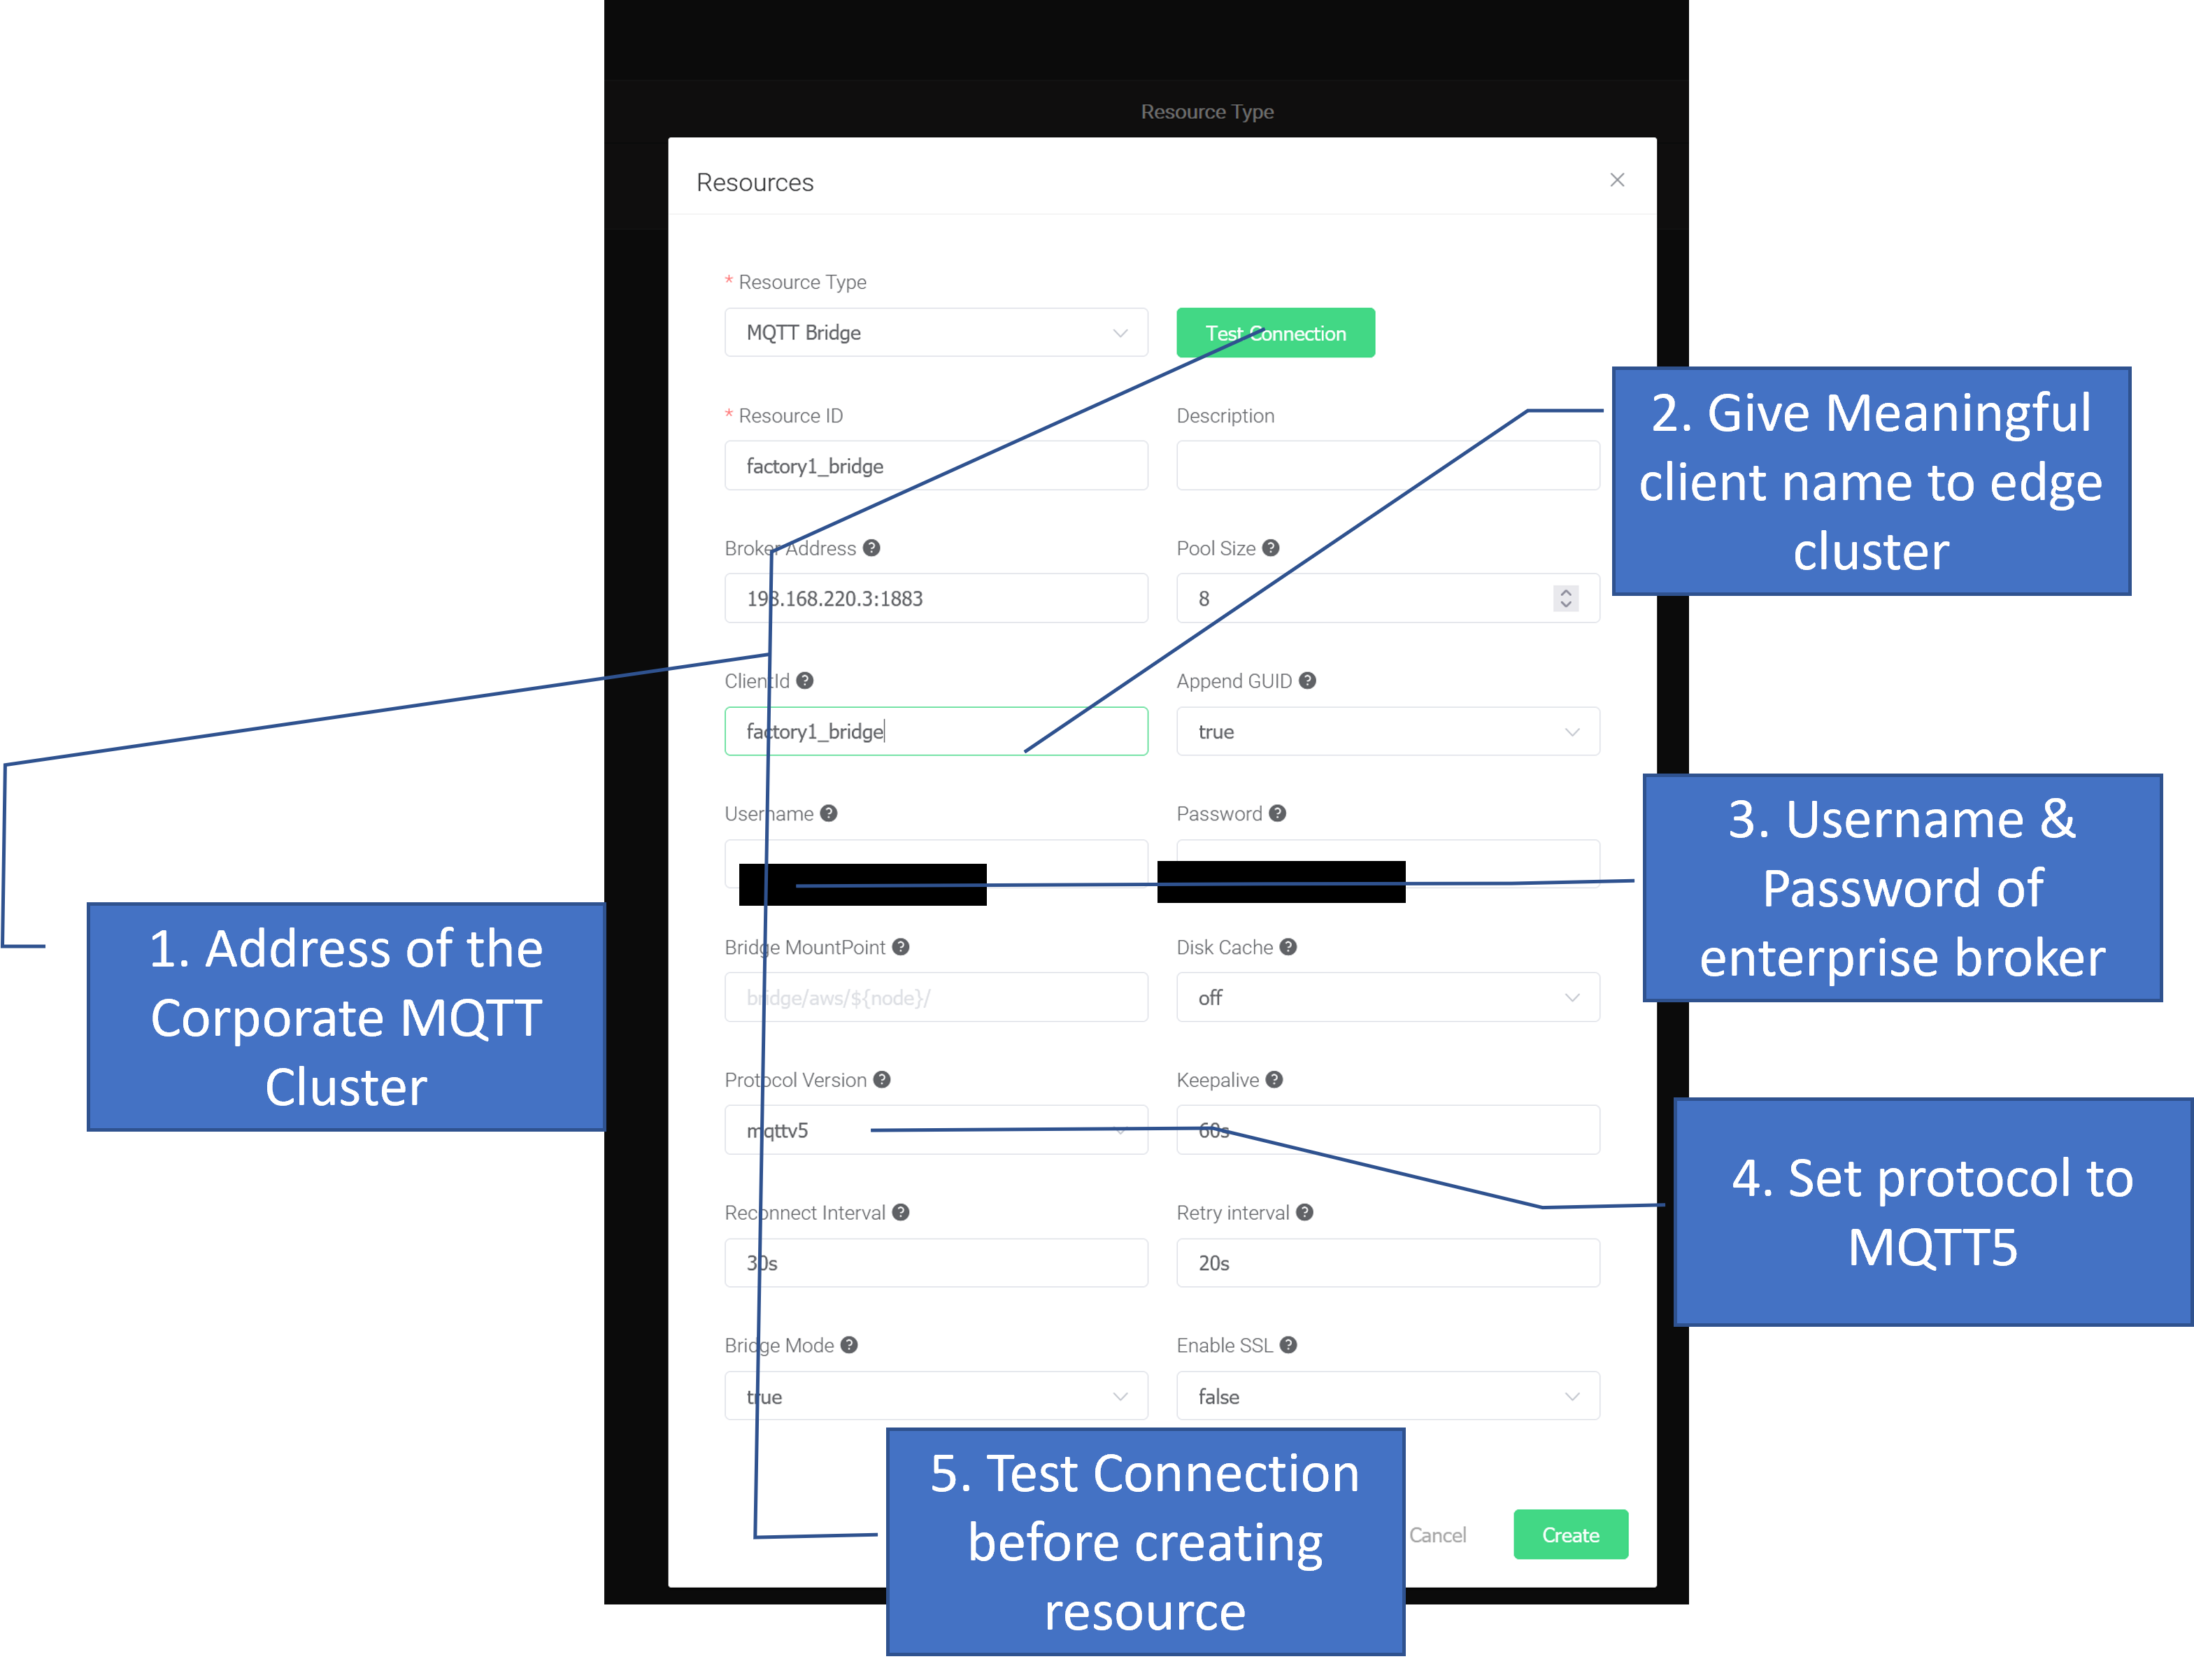 Resource Type
Resources
* Resource Type
MQTT Bridge
Test Connection
* Resource ID
Description
factory1_bridge
Broker Address
Pool Size
198.168.220.3:1883
8
ClientId
Append GUID
factory1_bridge
true
Username
Password
Bridge MountPoint
Disk Cache
bridge/aws/${node}/
off
Protocol Version
Keepalive
mqttv5
60s
Reconnect Interval
Retry interval
30s
20s
Bridge Mode
Enable SSL
true
false
Cancel
Create
1. Address of the
Corporate MQTT
Cluster
2. Give Meaningful
client name to edge
cluster
3. Username &
Password of
enterprise broker
4. Set protocol to
MQTT5
5. Test Connection
before creating
resource